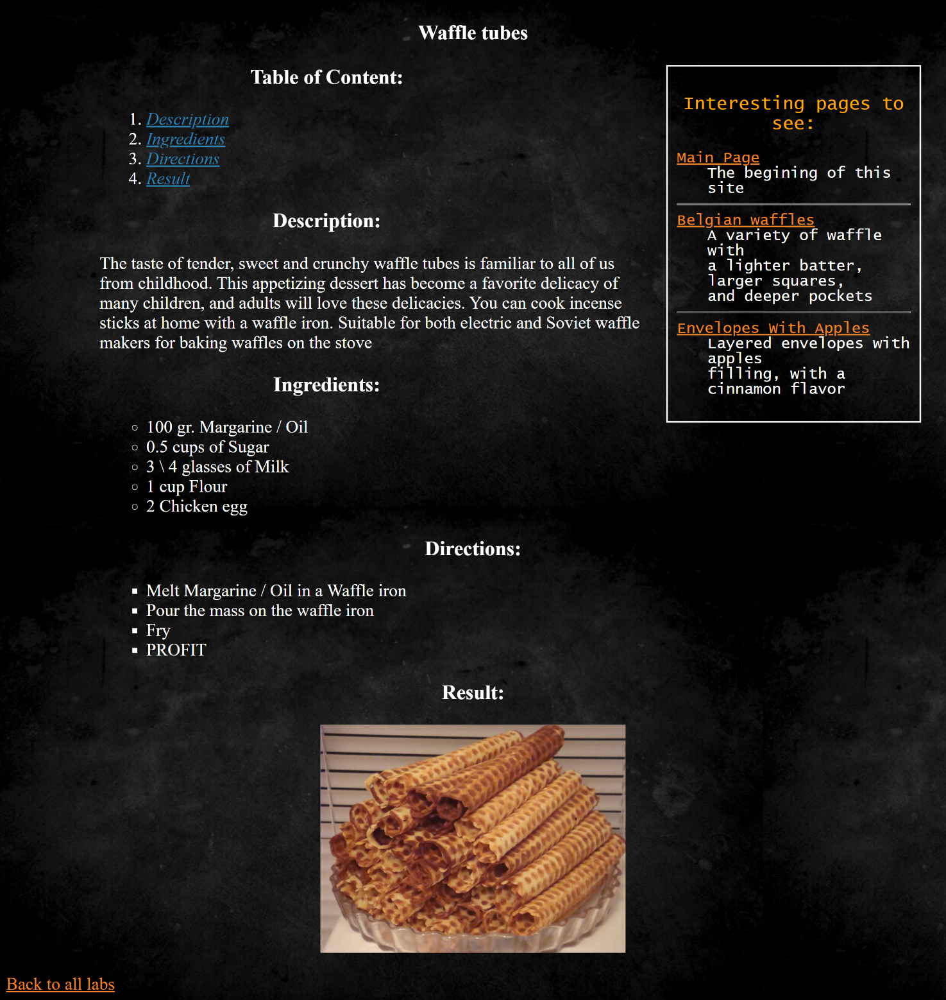 Waffle tubes
Table of Content:
1. Description
2. Ingredients
3. Directions
4. Result
Description:
The taste of tender, sweet and crunchy waffle tubes is familiar to all of us
from childhood. This appetizing dessert has become a favorite delicacy of
many children, and adults will love these delicacies. You can cook incense
sticks at home with a waffle iron. Suitable for both electric and Soviet waffle
makers for baking waffles on the stove
Ingredients:
100 gr. Margarine / Oil
0.5 cups of Sugar
3 \ 4 glasses of Milk
1 cup Flour
2 Chicken egg
Interesting pages to
see:
Main Page
The begining of this
site
Belgian waffles
A variety of waffle
with
a lighter batter,
larger squares,
and deeper pockets
Envelopes With Apples
Layered envelopes with
apples
filling, with a
cinnamon flavor
Directions:
Melt Margarine / Oil in a Waffle iron
Pour the mass on the waffle iron
Fry
PROFIT
Result:
Back to all labs